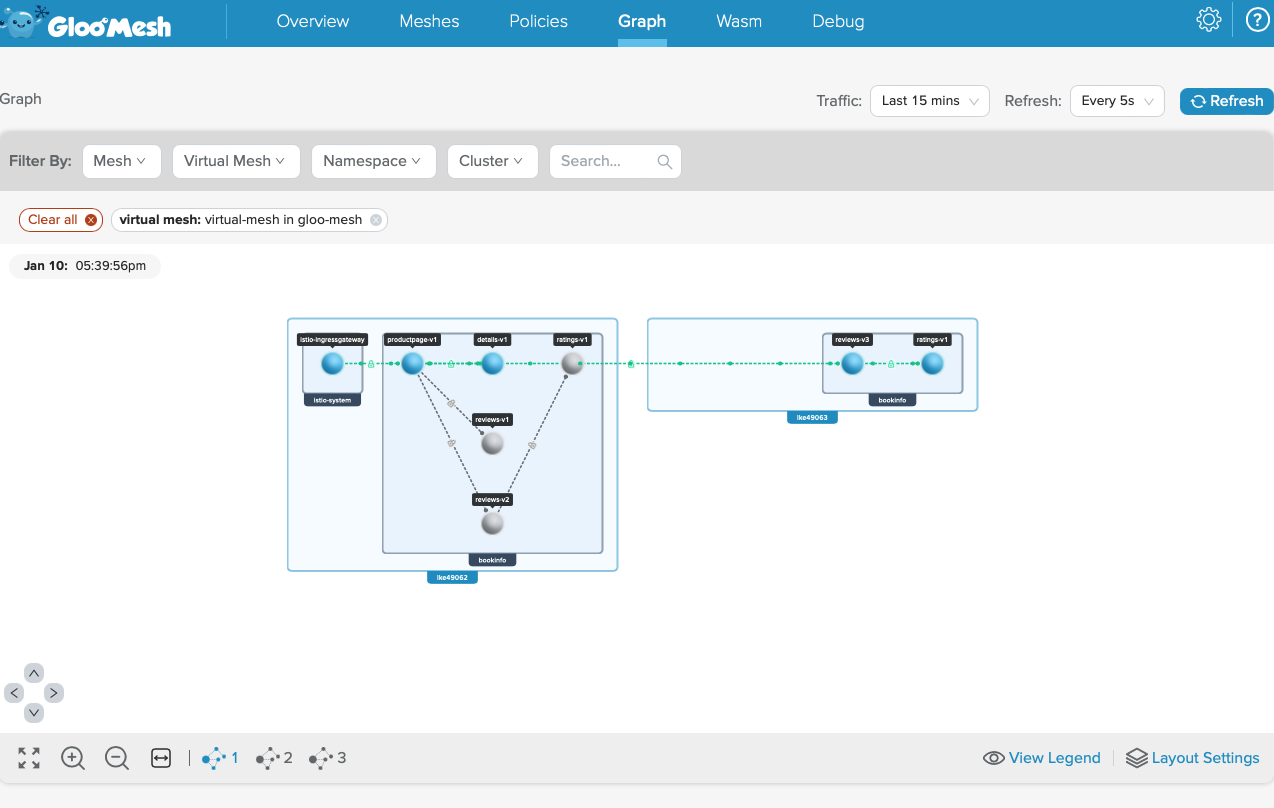 Gloo Mesh
Overview Meshes Policies Graph Wasm Debug ?
Graph
Traffic: Last 15 mins Refresh: Every 5s Refresh
Filter By: Mesh Virtual Mesh Namespace Cluster Search...
Clear all virtual mesh: virtual-mesh in gloo-mesh
Jan 10: 05:39:56pm
istio-ingressgateway productpage-v1 details-v1 ratings-v1 reviews-v3 ratings-v1
istio-system bookinfo
lke49063
reviews-v1
reviews-v2
bookinfo
lke49062
1 2 3 View Legend Layout Settings